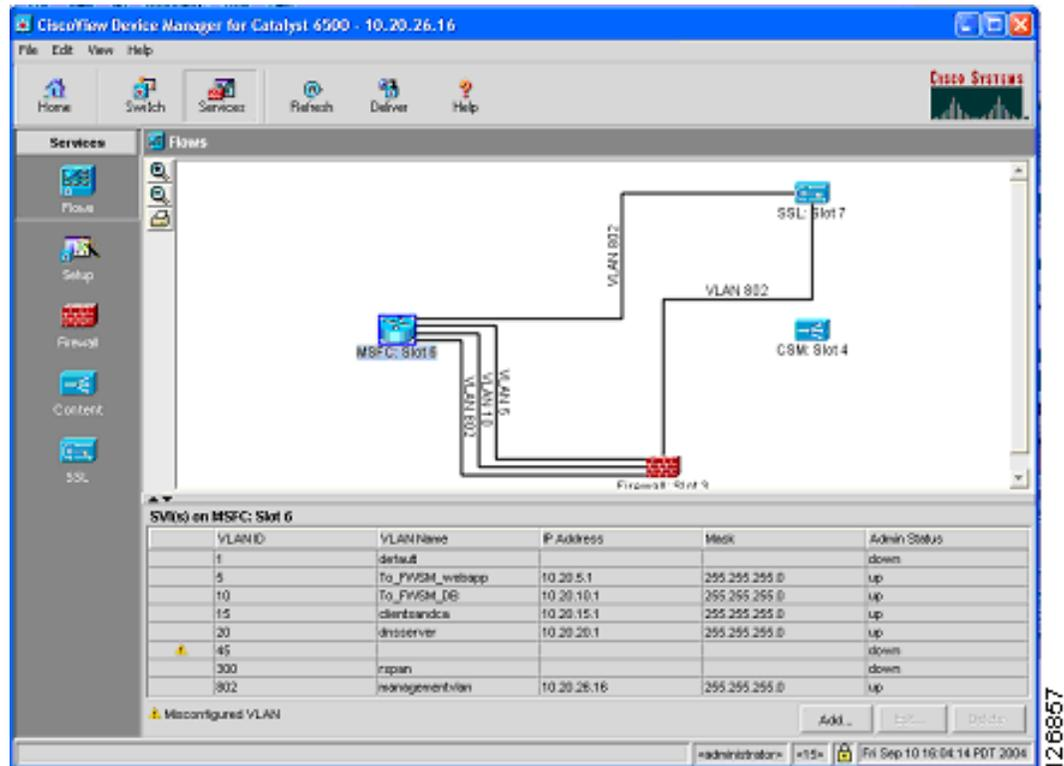 CiscoView Device Manager for Catalyst 6500 - 10.20.26.16
File Edit View Help
Home Switch Services Refresh Deliver Help
CISCO SYSTEMS
Services
Flows
Flows
Setup
Firewall
Content
SSL
SSL: Slot 7
VLAN 802
VLAN 802
CSM: Slot 4
MSFC: Slot 6
VLAN 802
VLAN 10
VLAN 5
Firewall: Slot 3
SVI(s) on MSFC: Slot 6
VLAN ID VLAN Name IP Address Mask Admin Status
1 default down
5 To_FWSM_webapp 10.20.5.1 255.255.255.0 up
10 To_FWSM_DB 10.20.10.1 255.255.255.0 up
15 clientsandca 10.20.15.1 255.255.255.0 up
20 dnsserver 10.20.20.1 255.255.255.0 up
45 down
300 rspan down
802 managementvlan 10.20.26.16 255.255.255.0 up
Misconfigured VLAN
Add... Edit... Delete
«administrator» «15» Fri Sep 10 16:04:14 PDT 2004
126857